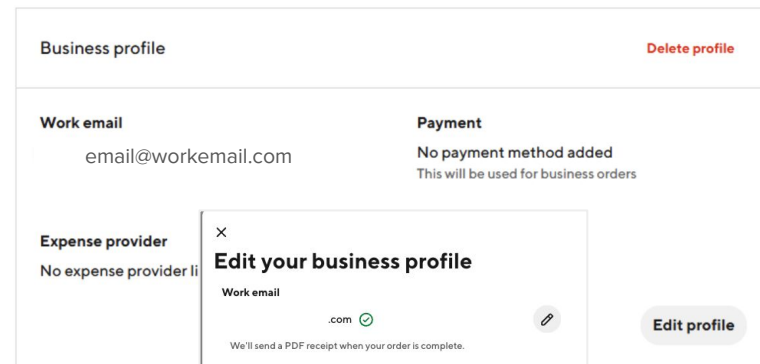 Business profile
Delete profile
Work email
email@workemail.com
Payment
No payment method added
This will be used for business orders
Expense provider
No expense provider li
Edit your business profile
Work email
.com
We'll send a PDF receipt when your order is complete.
Edit profile